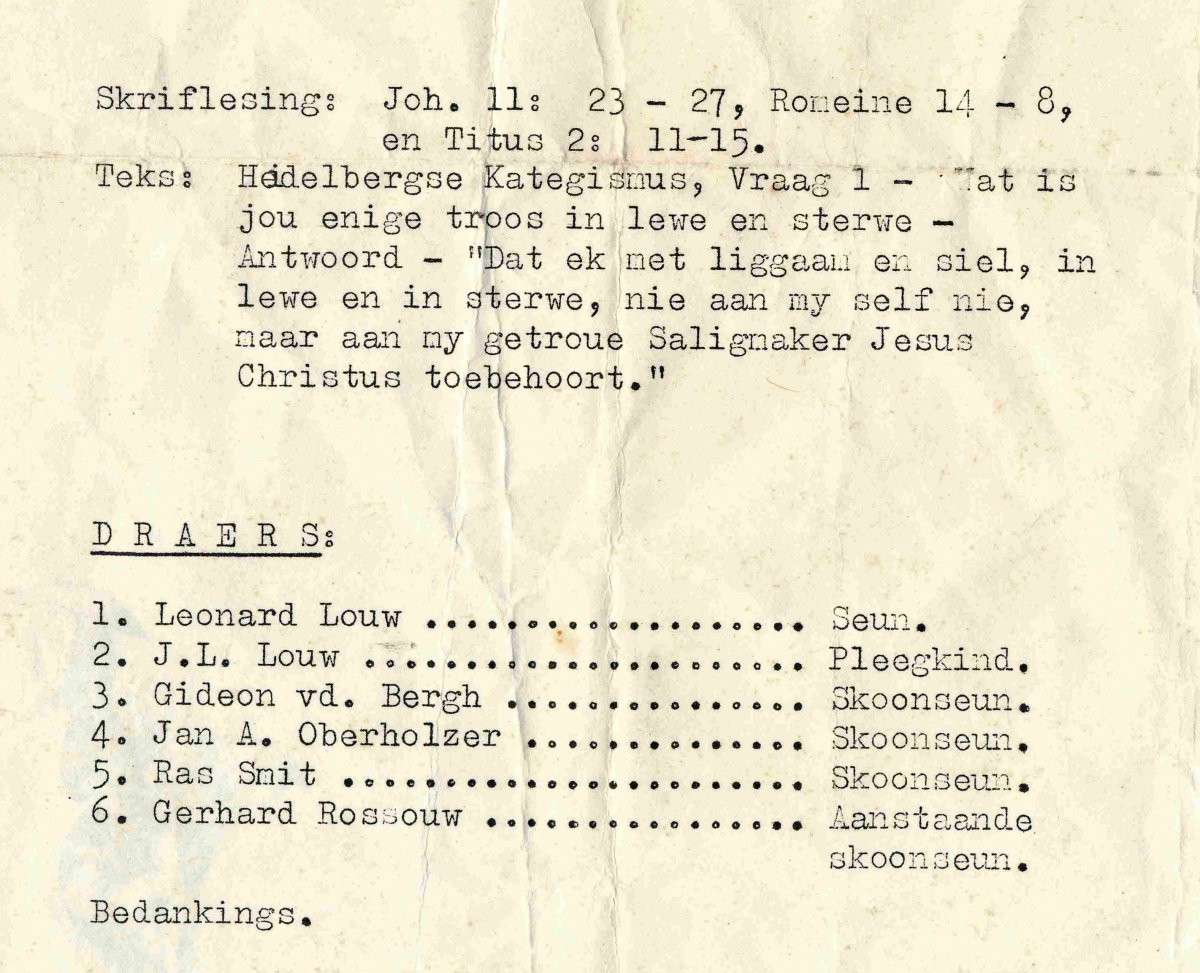 Skriflesing: Joh. 11: 23 - 27, Romeine 14 - 8,
en Titus 2: 11-15.
Teks: Heidelbergse Kategismus, Vraag 1 - Wat is
jou enige troos in lewe en sterwe -
Antwoord - "Dat ek met liggaam en siel, in
lewe en in sterwe, nie aan my self nie,
maar aan my getroue Saligmaker Jesus
Christus toebehoort."
D R A E R S:
1. Leonard Louw ................... Seun.
2. J.L. Louw ...................... Pleegkind.
3. Gideon vd. Bergh ............... Skoonseun.
4. Jan A. Oberholzer .............. Skoonseun.
5. Ras Smit ....................... Skoonseun.
6. Gerhard Rossouw ................ Aanstaande
skoonseun.
Bedankings.